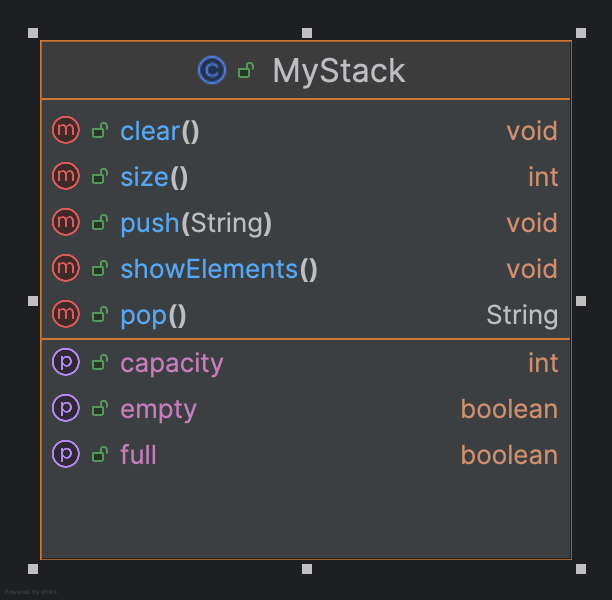 C MyStack
m clear() void
m size() int
m push(String) void
m showElements() void
m pop() String
p capacity int
p empty boolean
p full boolean
Powered by yFiles